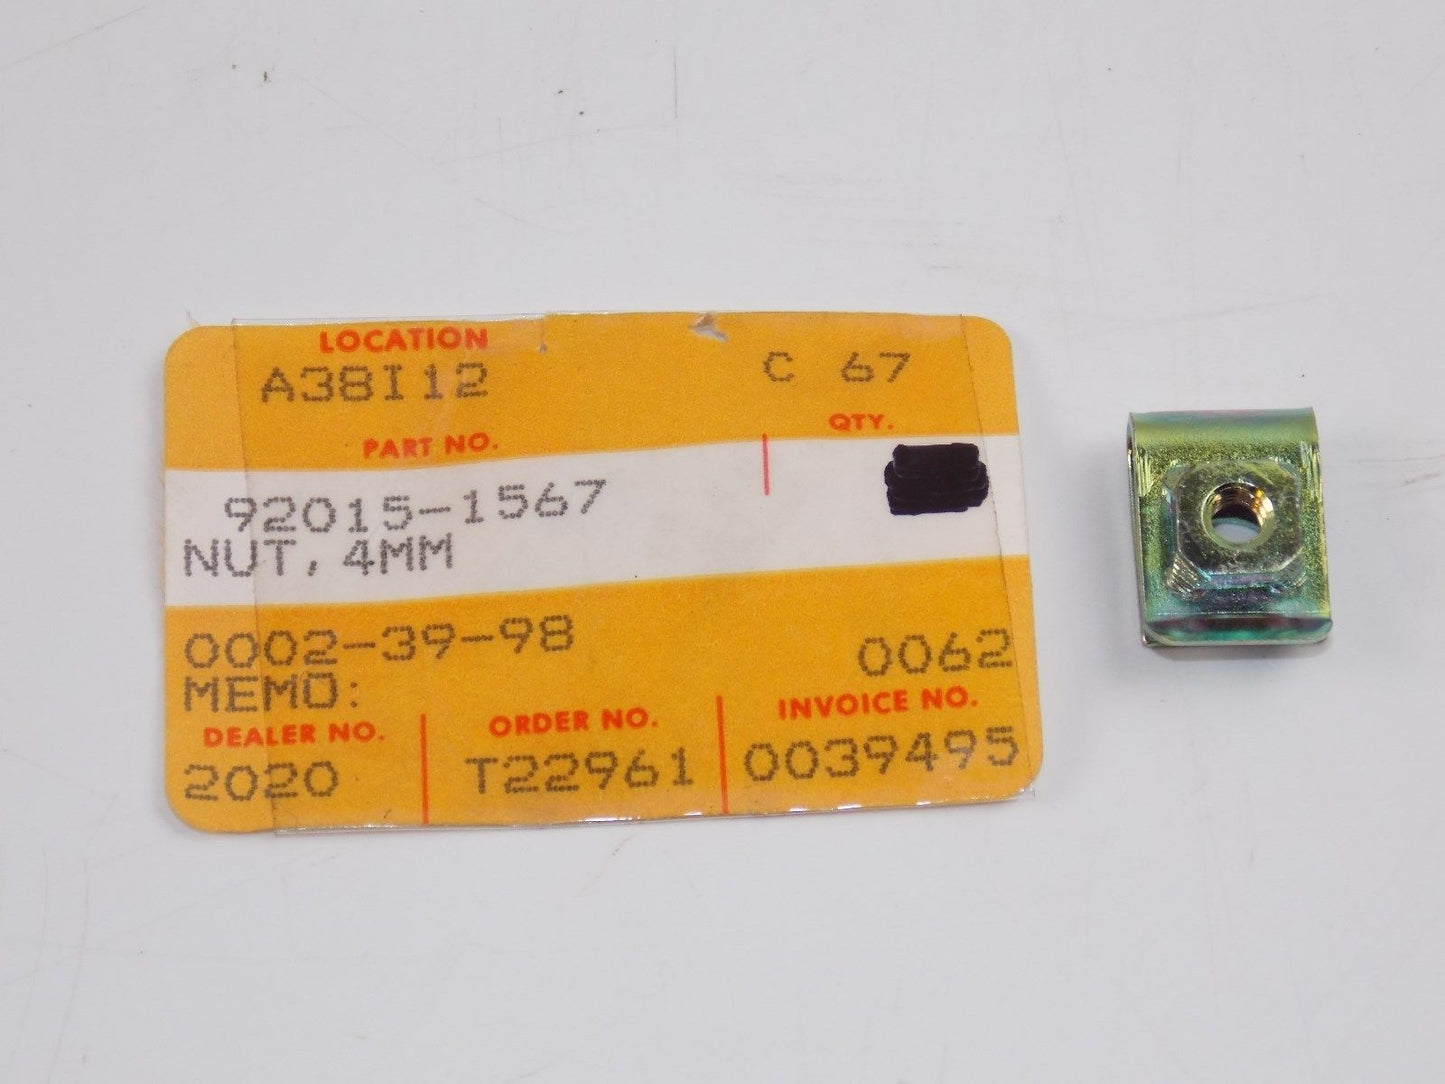 LOCATION
A38I12 C 67
PART NO. QTY.
92015-1567
NUT, 4MM
0002-39-98 0062
MEMO:
DEALER NO. ORDER NO. INVOICE NO.
2020 T22961 0039495